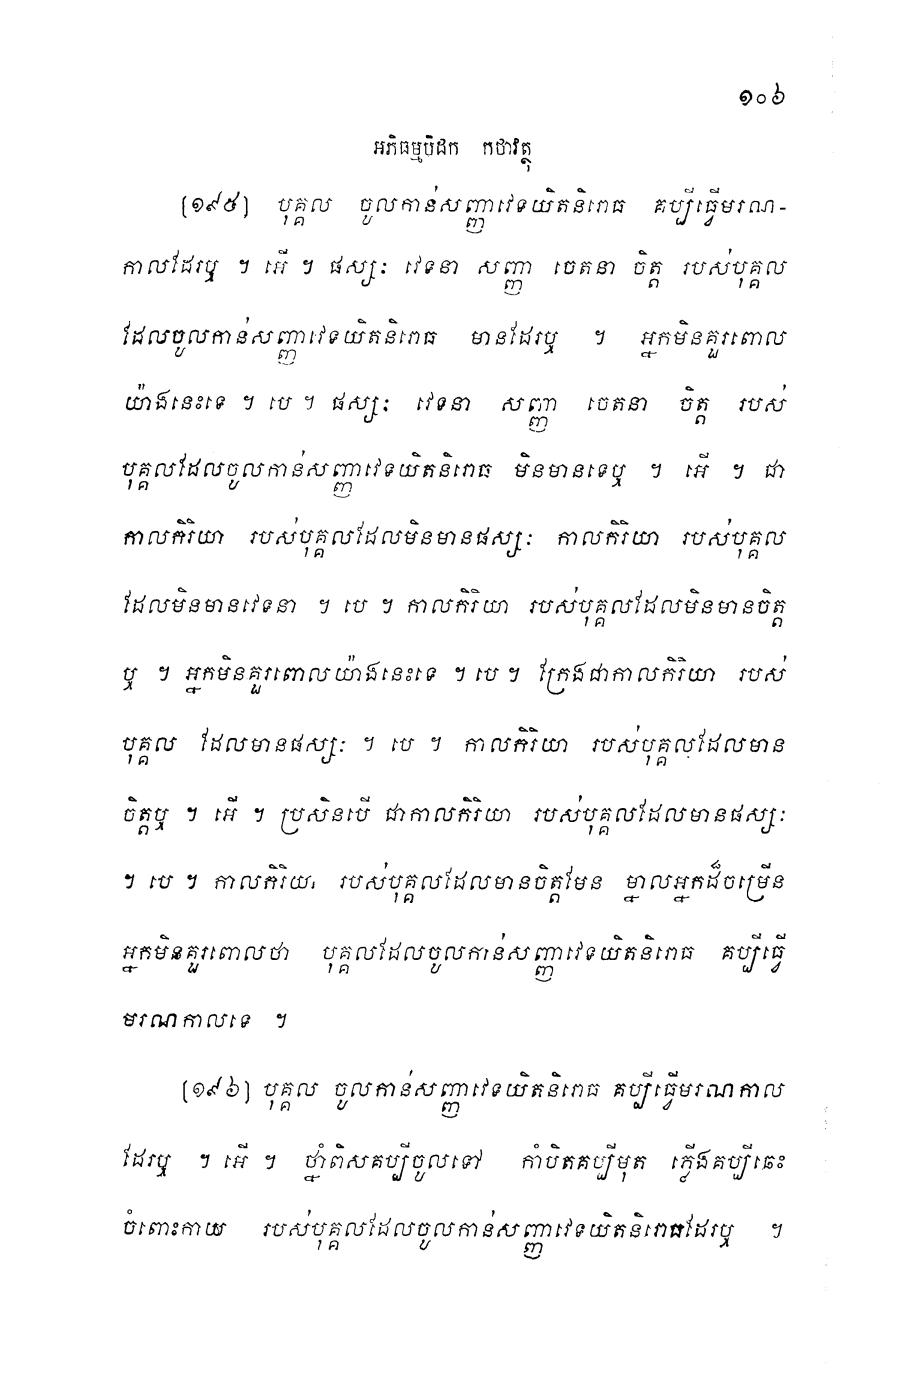 ១០៦
អភិធម្មបិដក កថាវត្ថុ
[១៩៥] បុគ្គល ចូលកាន់សញ្ញាវេទយិតនិរោធ គប្បីធ្វើមរណ-
កាលដែរឬ ។ អើ ។ ផស្សៈ វេទនា សញ្ញា ចេតនា ចិត្ត របស់បុគ្គល
ដែលចូលកាន់សញ្ញាវេទយិតនិរោធ មានដែរឬ ។ អ្នកមិនគួរពោល
យ៉ាងនេះទេ ។ បេ ។ ផស្សៈ វេទនា សញ្ញា ចេតនា ចិត្ត របស់
បុគ្គលដែលចូលកាន់សញ្ញាវេទយិតនិរោធ មិនមានទេឬ ។ អើ ។ ជា
កាលកិរិយា របស់បុគ្គលដែលមិនមានផស្សៈ កាលកិរិយា របស់បុគ្គល
ដែលមិនមានវេទនា ។ បេ ។ កាលកិរិយា របស់បុគ្គលដែលមិនមានចិត្ត
ឬ ។ អ្នកមិនគួរពោលយ៉ាងនេះទេ ។ បេ ។ ក្រែងជាកាលកិរិយា របស់
បុគ្គល ដែលមានផស្សៈ ។ បេ ។ កាលកិរិយា របស់បុគ្គលដែលមាន
ចិត្តឬ ។ អើ ។ ប្រសិនបើ ជាកាលកិរិយា របស់បុគ្គលដែលមានផស្សៈ
។ បេ ។ កាលកិរិយា របស់បុគ្គលដែលមានចិត្តមែន ម្នាលអ្នកដ៏ចម្រើន
អ្នកមិនគួរពោលថា បុគ្គលដែលចូលកាន់សញ្ញាវេទយិតនិរោធ គប្បីធ្វើ
មរណកាលទេ ។
[១៩៦] បុគ្គល ចូលកាន់សញ្ញាវេទយិតនិរោធ គប្បីធ្វើមរណកាល
ដែរឬ ។ អើ ។ ថ្នាំពិសគប្បីចូលទៅ កាំបិតគប្បីមុត ភ្លើងគប្បីឆេះ
ចំពោះកាយ របស់បុគ្គលដែលចូលកាន់សញ្ញាវេទយិតនិរោធដែរឬ ។